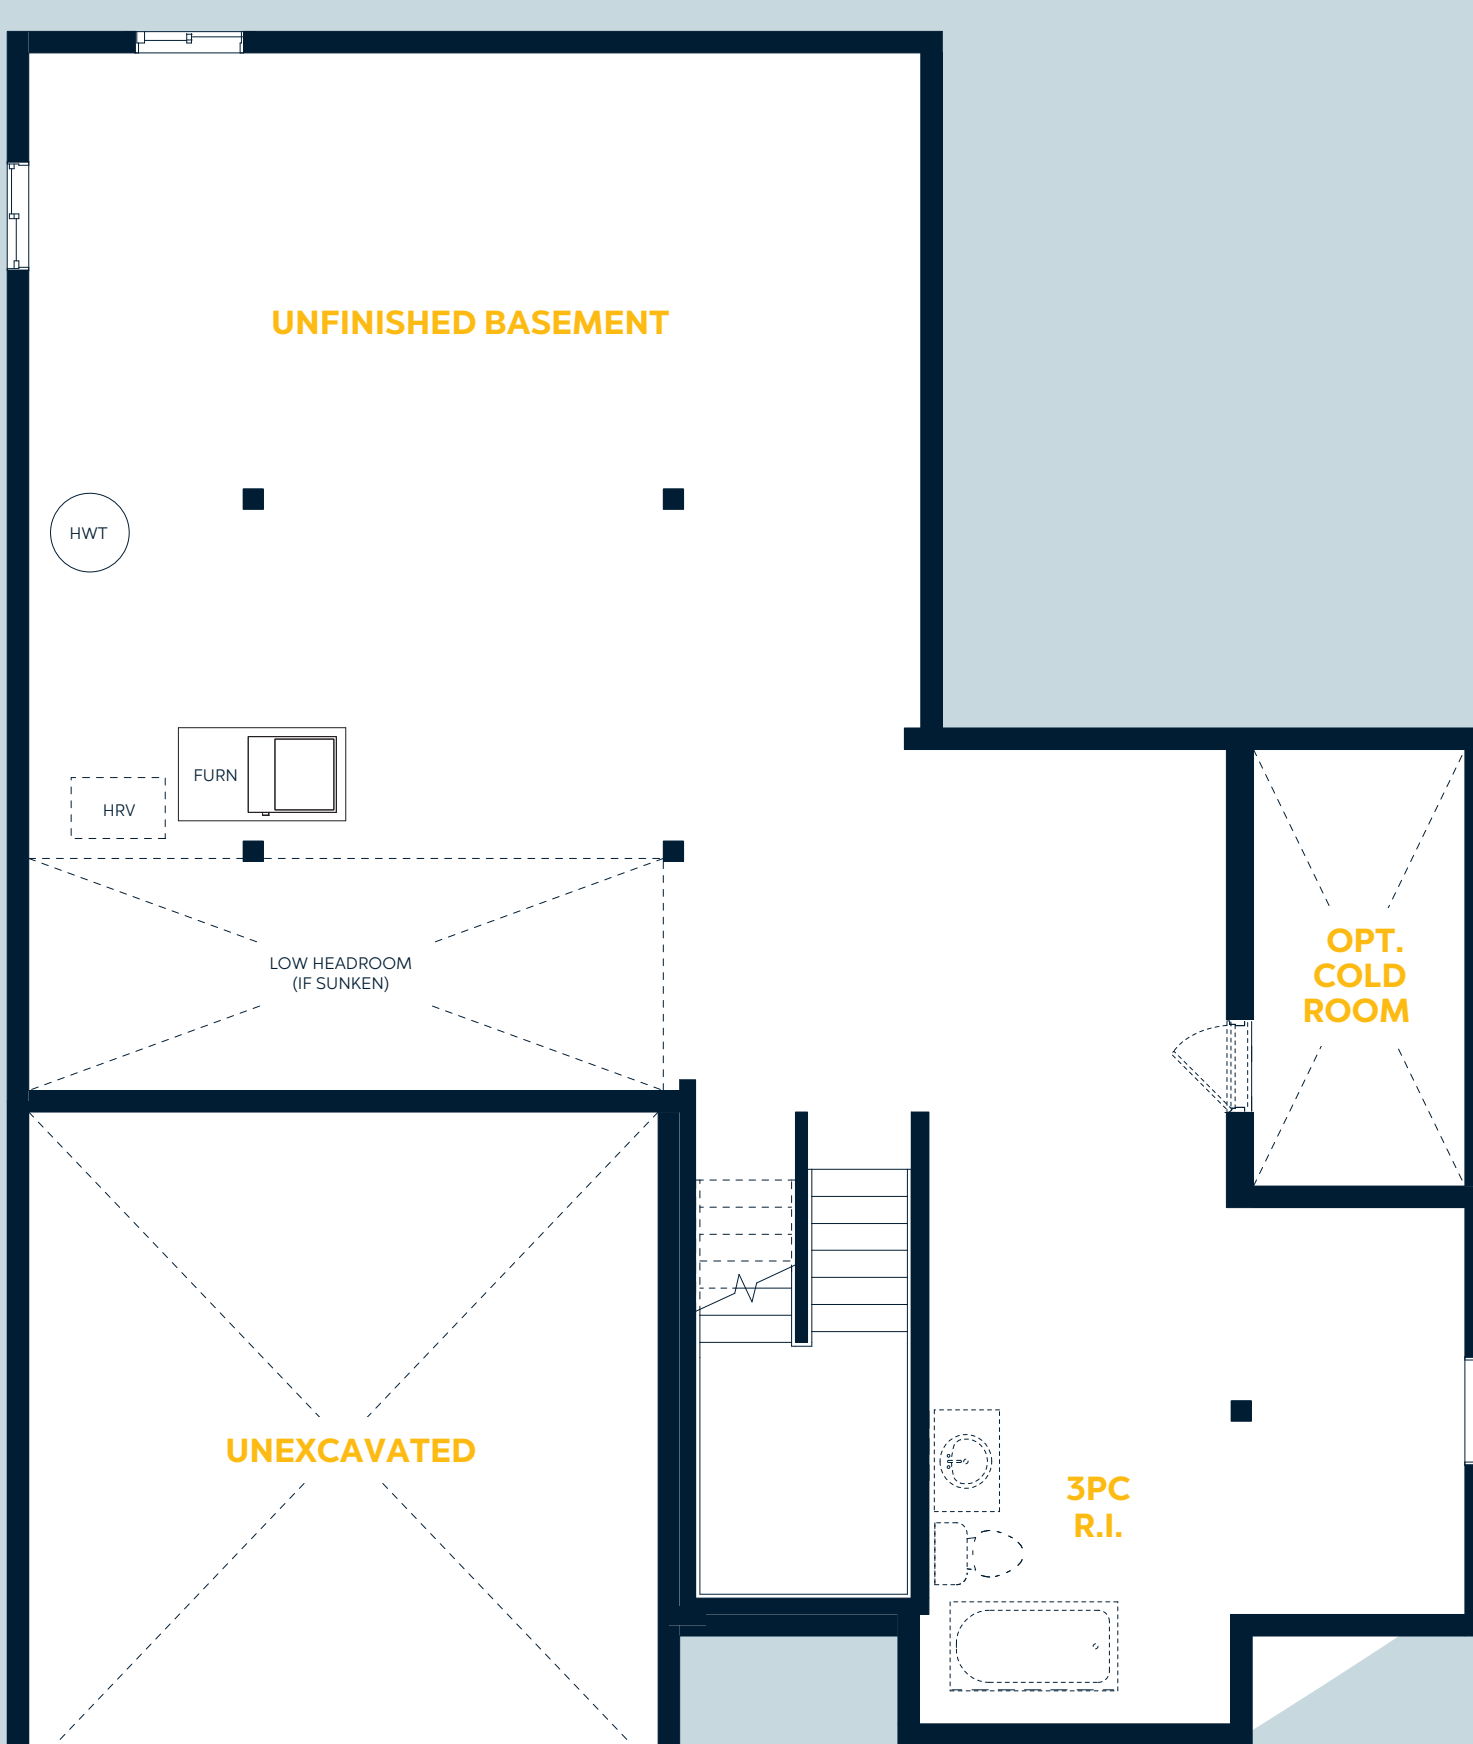 UNFINISHED BASEMENT
HWT
FURN
HRV
LOW HEADROOM
(IF SUNKEN)
OPT.
COLD
ROOM
UNEXCAVATED
3PC
R.I.